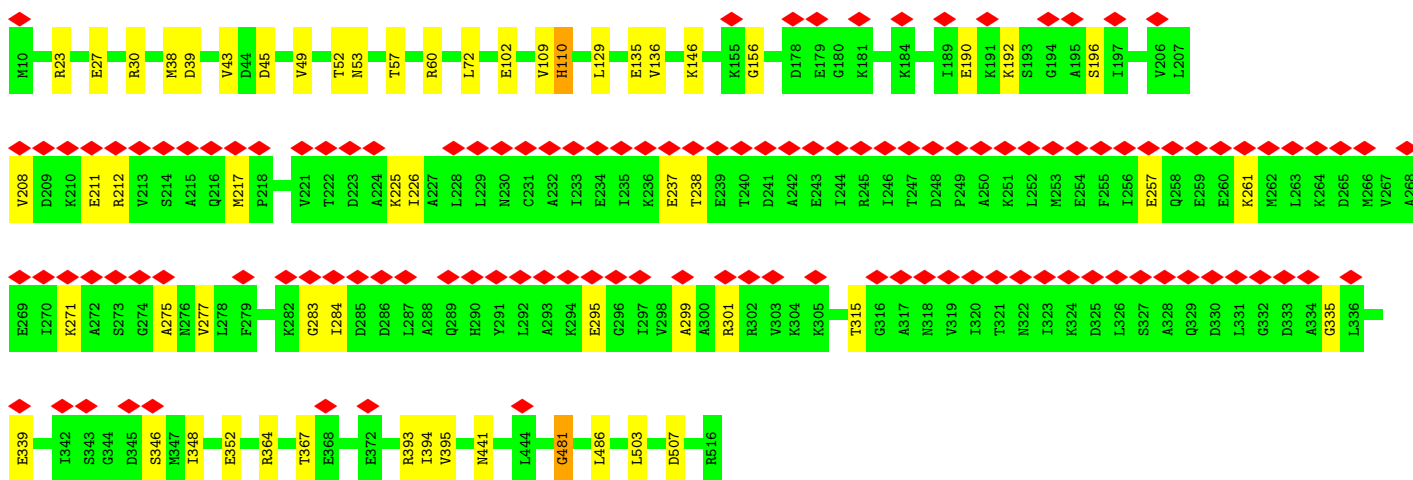 M10 R23 E27 R30 M38 D39 V43 D44 D45 V49 T52 N53 T57 R60 L72 E102 V109 H110 L129 E135 V136 K146 K155 G156 D178 E179 G180 K181 K184 I189 E190 K191 K192 S193 G194 A195 S196 I197 V206 L207
V208 D209 K210 E211 R212 V213 S214 A215 Q216 M217 P218 V221 T222 D223 A224 K225 I226 A227 L228 L229 N230 C231 A232 I233 E234 I235 K236 E237 T238 E239 T240 D241 A242 E243 I244 R245 I246 T247 D248 P249 A250 K251 L252 M253 E254 F255 I256 E257 Q258 E259 E260 K261 M262 L263 K264 D265 M266 V267 A268
E269 I270 K271 A272 S273 G274 A275 N276 V277 L278 F279 K282 G283 I284 D285 D286 L287 A288 Q289 H290 Y291 L292 A293 K294 E295 G296 I297 V298 A299 A300 R301 R302 V303 K304 K305 T315 G316 A317 N318 V319 I320 T321 N322 I323 K324 D325 L326 S327 A328 Q329 D330 L331 G332 D333 A334 G335 L336
E339 I342 S343 G344 D345 S346 M347 I348 E352 R364 T367 E368 E372 R393 I394 V395 N441 L444 G481 L486 L503 D507 R516